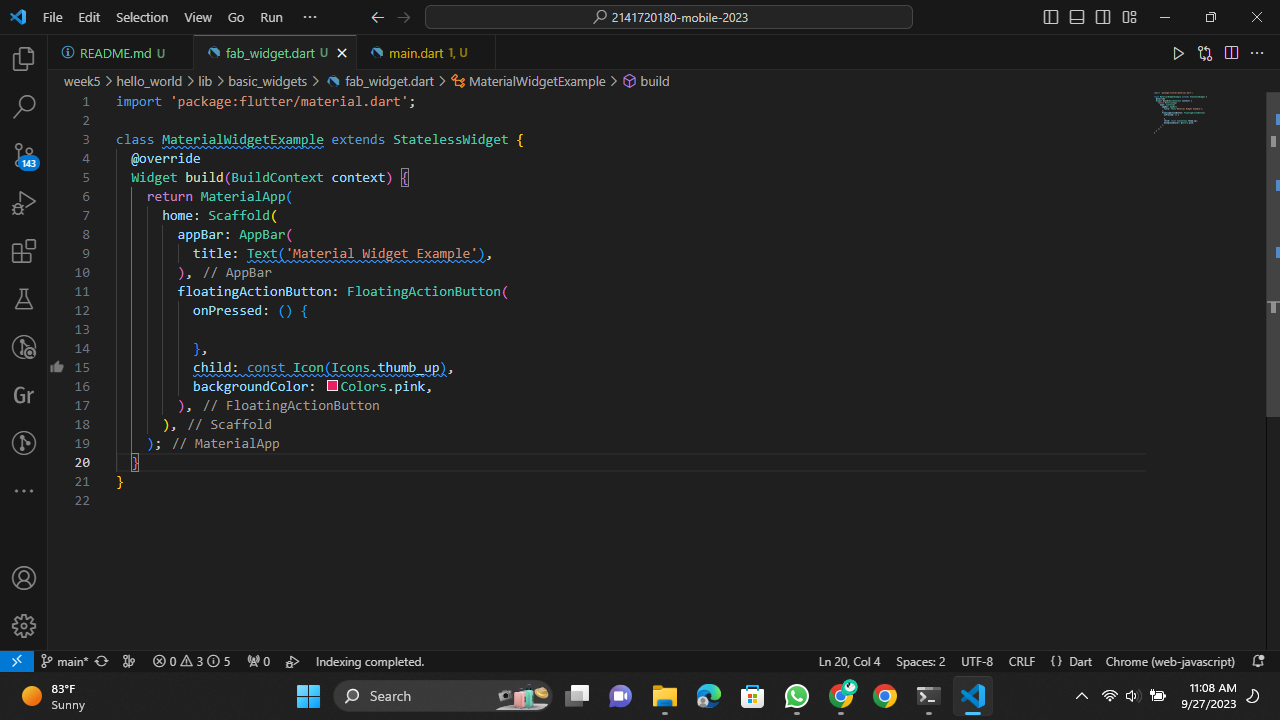 File Edit Selection View Go Run ··· 2141720180-mobile-2023
README.md U fab_widget.dart U main.dart 1, U
week5 > hello_world > lib > basic_widgets > fab_widget.dart > MaterialWidgetExample > build
1 import 'package:flutter/material.dart';
2
3 class MaterialWidgetExample extends StatelessWidget {
4 @override
5 Widget build(BuildContext context) {
6 return MaterialApp(
7 home: Scaffold(
8 appBar: AppBar(
9 title: Text('Material Widget Example'),
10 ), // AppBar
11 floatingActionButton: FloatingActionButton(
12 onPressed: () {
13
14 },
15 child: const Icon(Icons.thumb_up),
16 backgroundColor: Colors.pink,
17 ), // FloatingActionButton
18 ), // Scaffold
19 ); // MaterialApp
20 }
21 }
22
143
Gr
main* 0 3 5 0 Indexing completed. Ln 20, Col 4 Spaces: 2 UTF-8 CRLF {} Dart Chrome (web-javascript)
83°F
Sunny
Search
11:08 AM
9/27/2023